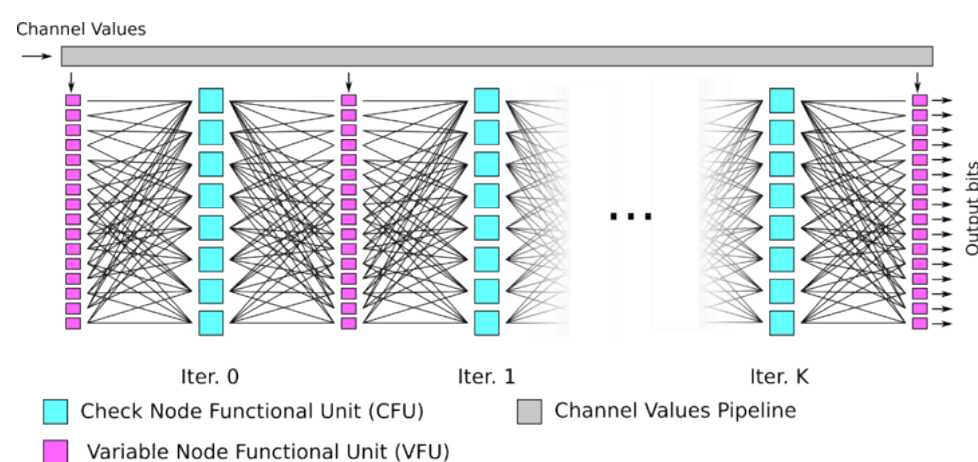 Channel Values
Output bits
...
Iter. 0
Iter. 1
Iter. K
Check Node Functional Unit (CFU)
Channel Values Pipeline
Variable Node Functional Unit (VFU)